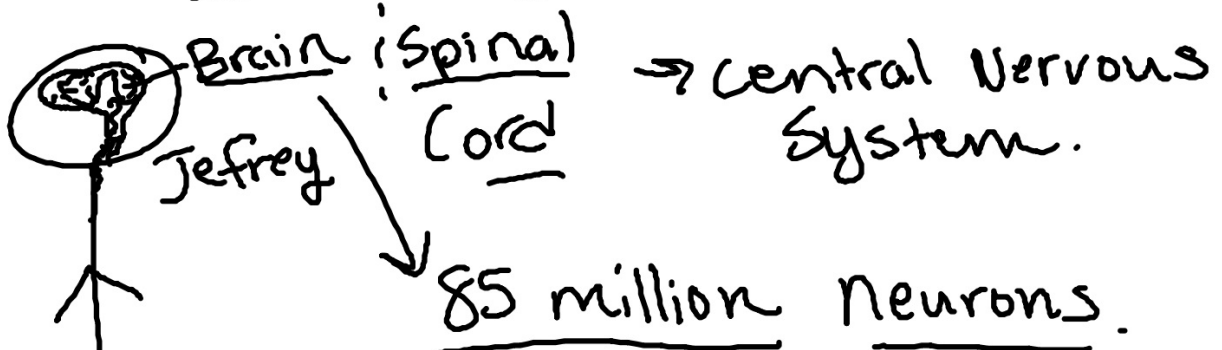 Brain & Spinal Cord → Central Nervous System.
Jefrey
85 million neurons.